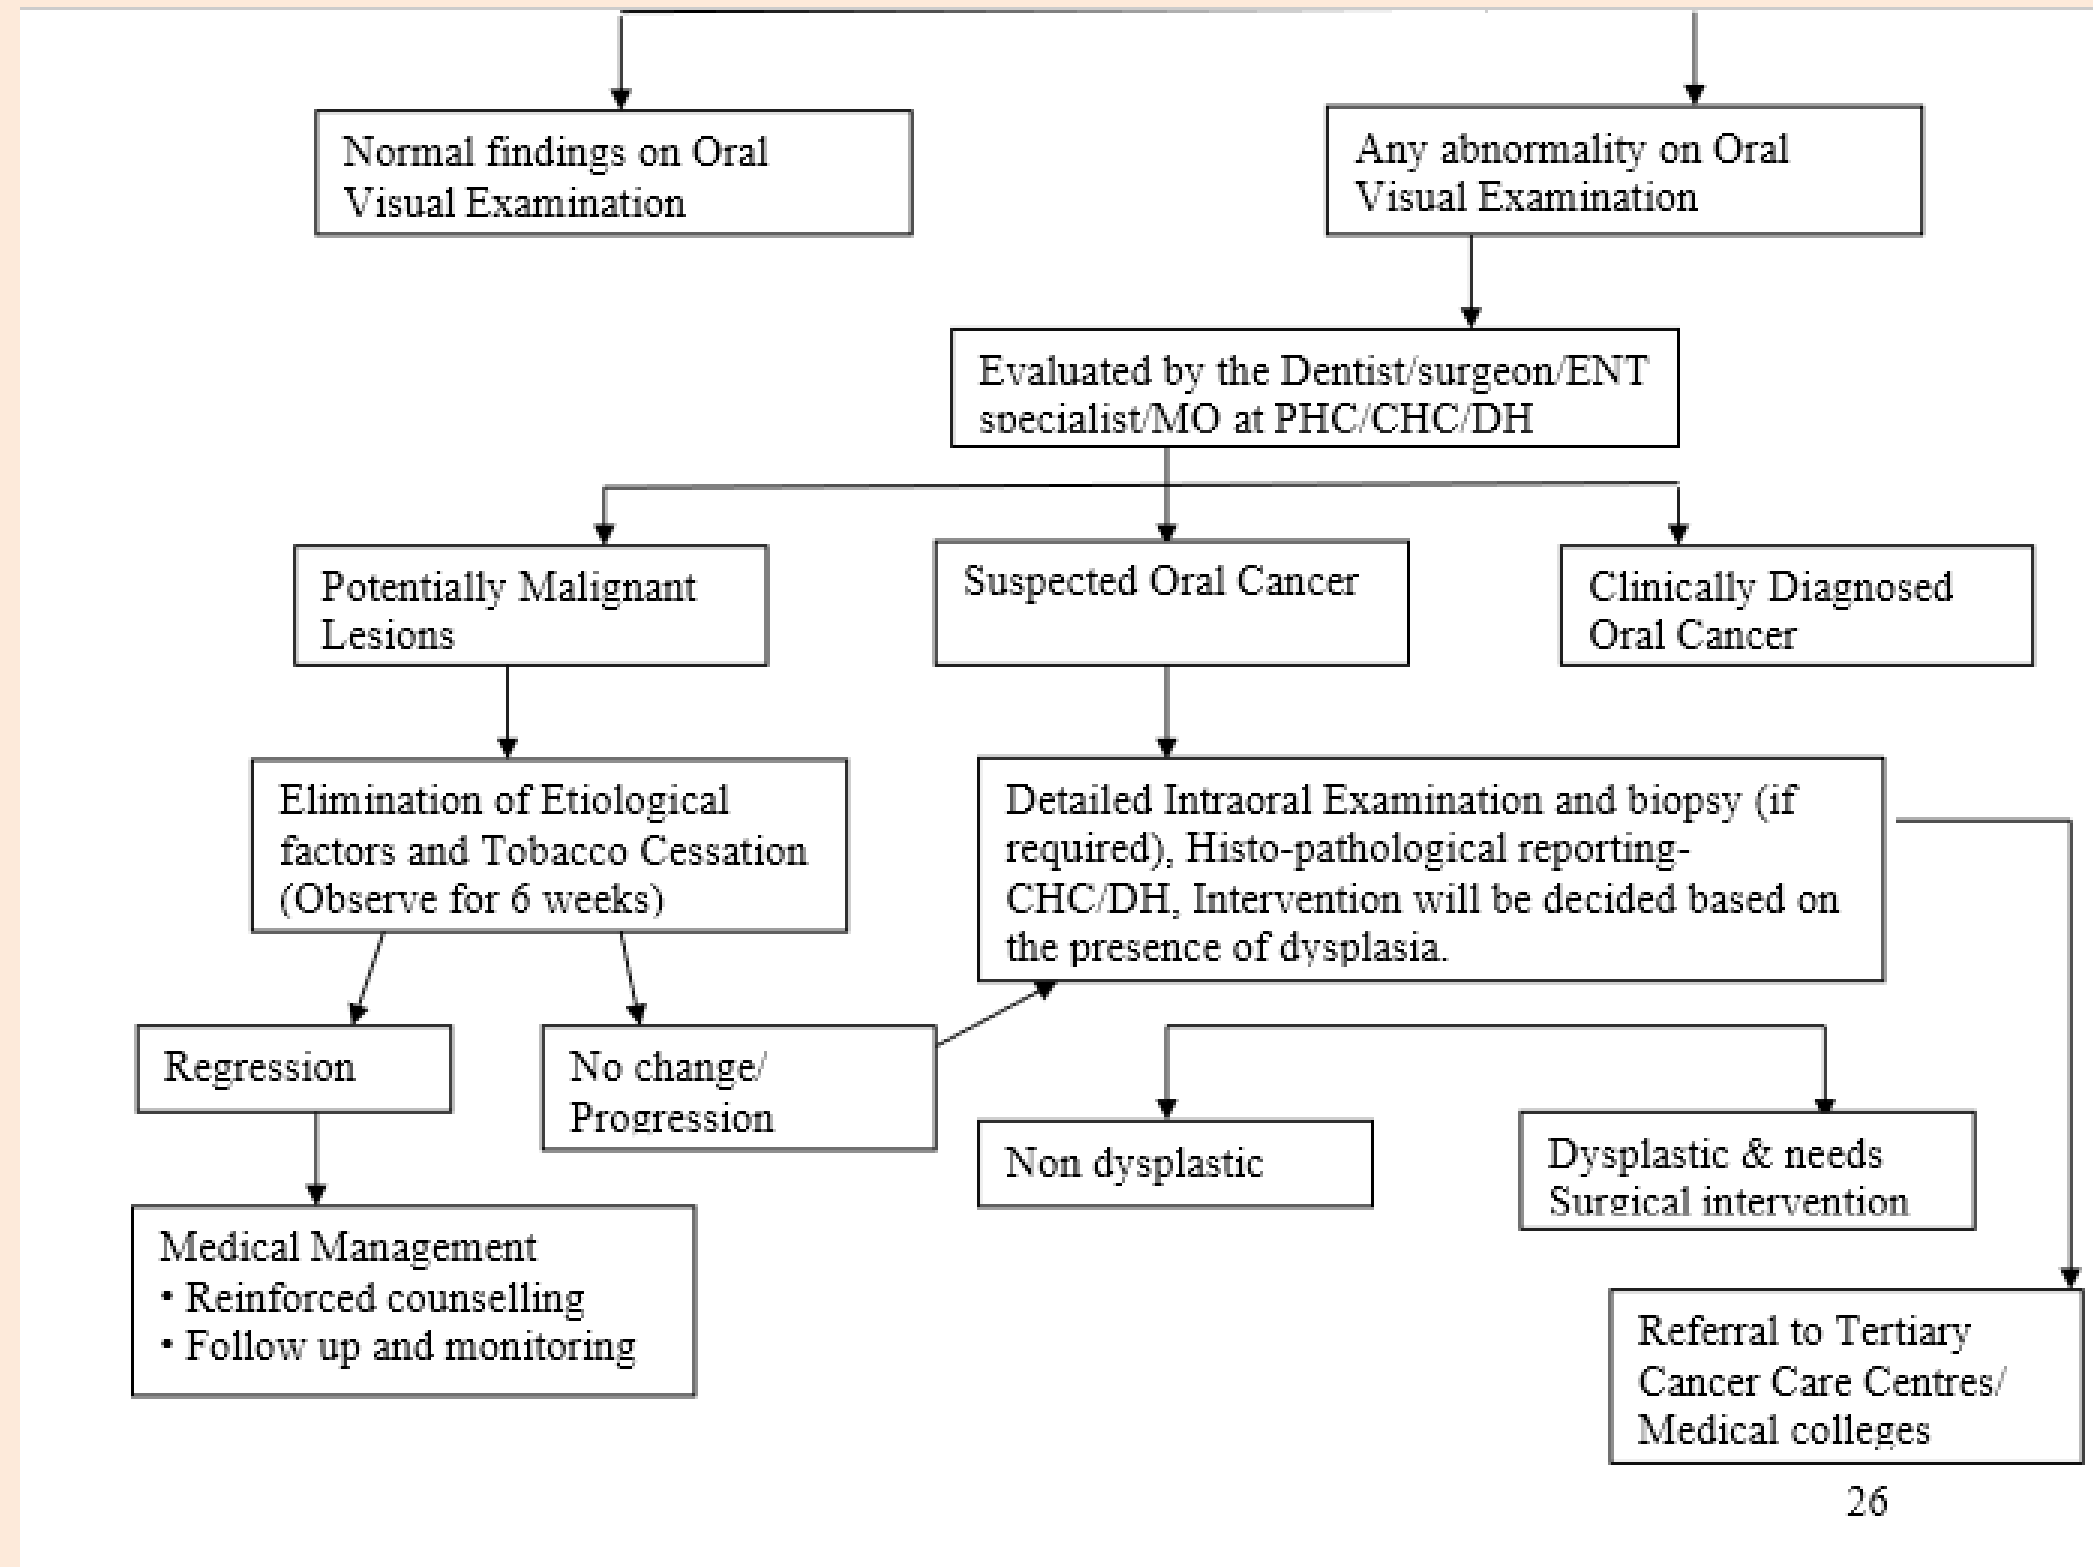 Normal findings on Oral
Visual Examination
Any abnormality on Oral
Visual Examination
Evaluated by the Dentist/surgeon/ENT
specialist/MO at PHC/CHC/DH
Potentially Malignant
Lesions
Suspected Oral Cancer
Clinically Diagnosed
Oral Cancer
Elimination of Etiological
factors and Tobacco Cessation
(Observe for 6 weeks)
Detailed Intraoral Examination and biopsy (if
required), Histo-pathological reporting-
CHC/DH, Intervention will be decided based on
the presence of dysplasia.
Regression
No change/
Progression
Non dysplastic
Dysplastic & needs
Surgical intervention
Medical Management
• Reinforced counselling
• Follow up and monitoring
Referral to Tertiary
Cancer Care Centres/
Medical colleges
26